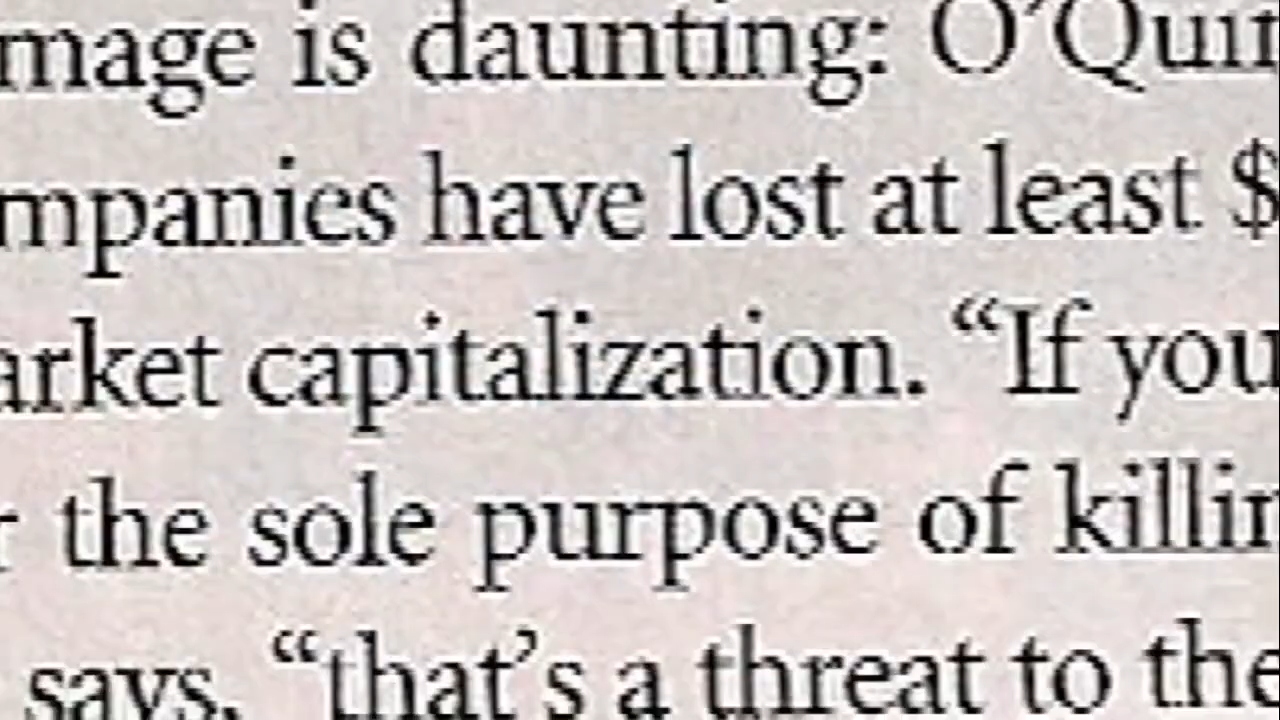 mage is daunting: O'Quin
mpanies have lost at least $
arket capitalization. “If you
r the sole purpose of killin
says, “that’s a threat to the